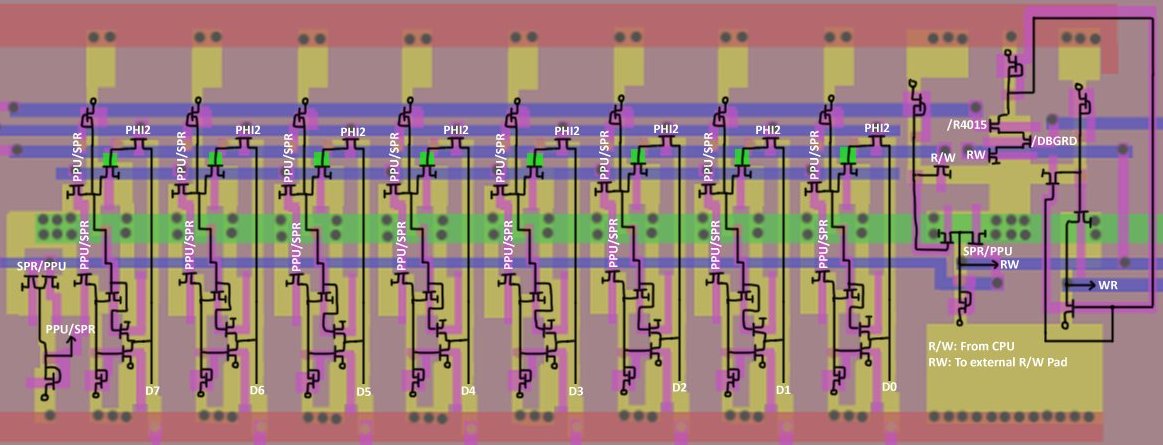 PHI2 PHI2 PHI2 PHI2 PHI2 PHI2 PHI2 PHI2
/R4015
/DBGRD
R/W RW
PPU/SPR PPU/SPR PPU/SPR PPU/SPR PPU/SPR PPU/SPR PPU/SPR PPU/SPR
PPU/SPR PPU/SPR PPU/SPR PPU/SPR PPU/SPR PPU/SPR PPU/SPR PPU/SPR
SPR/PPU
SPR/PPU
RW
WR
PPU/SPR
R/W: From CPU
RW: To external R/W Pad
D7 D6 D5 D4 D3 D2 D1 D0